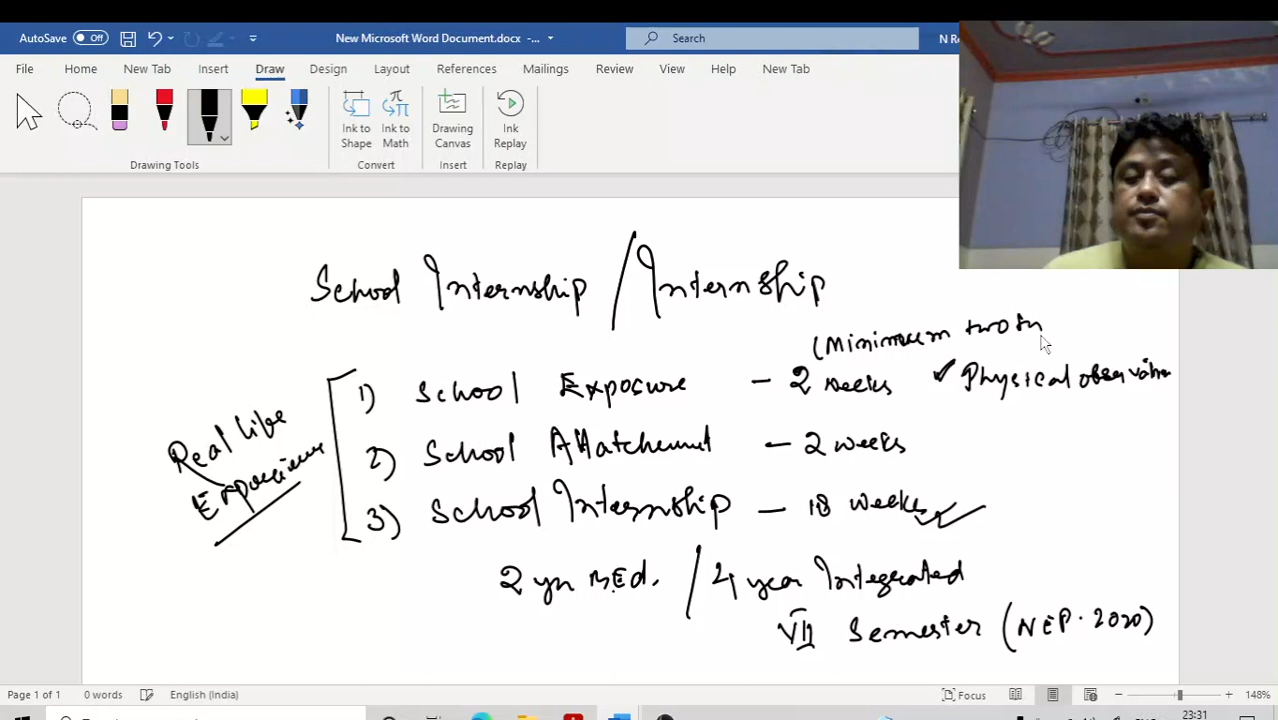 AutoSave Off New Microsoft Word Document.docx -... Search N R
File Home New Tab Insert Draw Design Layout References Mailings Review View Help New Tab
Ink to Shape Ink to Math Drawing Canvas Ink Replay
Convert Insert Replay
Drawing Tools
School Internship / Internship
(Minimum two
1) School Exposure - 2 weeks ✓ Physical observation
Real life
2) School Attatchemnt - 2 weeks
3) School Internship - 18 weeks
2 yr B.Ed. / 4 year Integerated
VII Semester (NEP. 2020)
Page 1 of 1 0 words English (India) Focus 148%
23:31